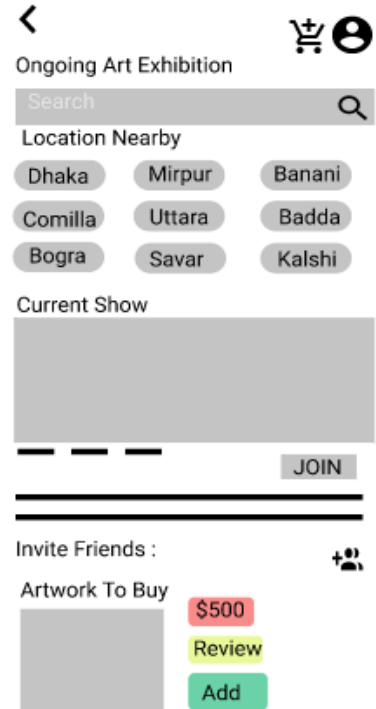 Ongoing Art Exhibition
Search
Location Nearby
Dhaka Mirpur Banani
Comilla Uttara Badda
Bogra Savar Kalshi
Current Show
JOIN
Invite Friends :
Artwork To Buy
$500
Review
Add